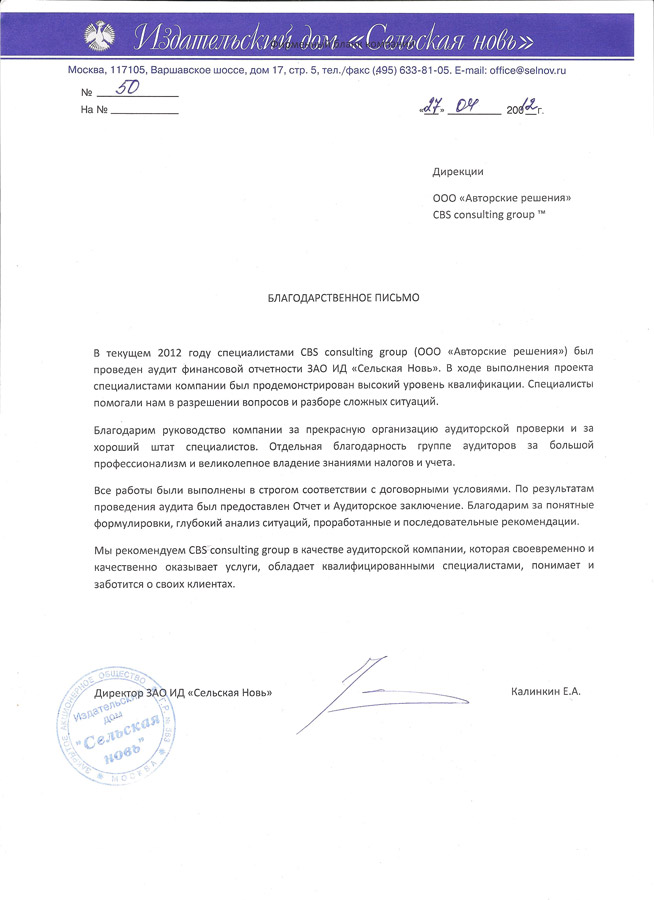 Издательский дом «Сельская новь»
Москва, 117105, Варшавское шоссе, дом 17, стр. 5, тел./факс (495) 633-81-05. E-mail: office@selnov.ru
№ 50
На №
«27» 04 2012г.
Дирекции
ООО «Авторские решения»
CBS consulting group ™
БЛАГОДАРСТВЕННОЕ ПИСЬМО
В текущем 2012 году специалистами CBS consulting group (ООО «Авторские решения») был
проведен аудит финансовой отчетности ЗАО ИД «Сельская Новь». В ходе выполнения проекта
специалистами компании был продемонстрирован высокий уровень квалификации. Специалисты
помогали нам в разрешении вопросов и разборе сложных ситуаций.
Благодарим руководство компании за прекрасную организацию аудиторской проверки и за
хороший штат специалистов. Отдельная благодарность группе аудиторов за большой
профессионализм и великолепное владение знаниями налогов и учета.
Все работы были выполнены в строгом соответствии с договорными условиями. По результатам
проведения аудита был предоставлен Отчет и Аудиторское заключение. Благодарим за понятные
формулировки, глубокий анализ ситуаций, проработанные и последовательные рекомендации.
Мы рекомендуем CBS consulting group в качестве аудиторской компании, которая своевременно и
качественно оказывает услуги, обладает квалифицированными специалистами, понимает и
заботится о своих клиентах.
Директор ЗАО ИД «Сельская Новь»
Калинкин Е.А.
ЗАКРЫТОЕ АКЦИОНЕРНОЕ ОБЩЕСТВО
МОСКВА
Издательский
дом
"Сельская
новь"